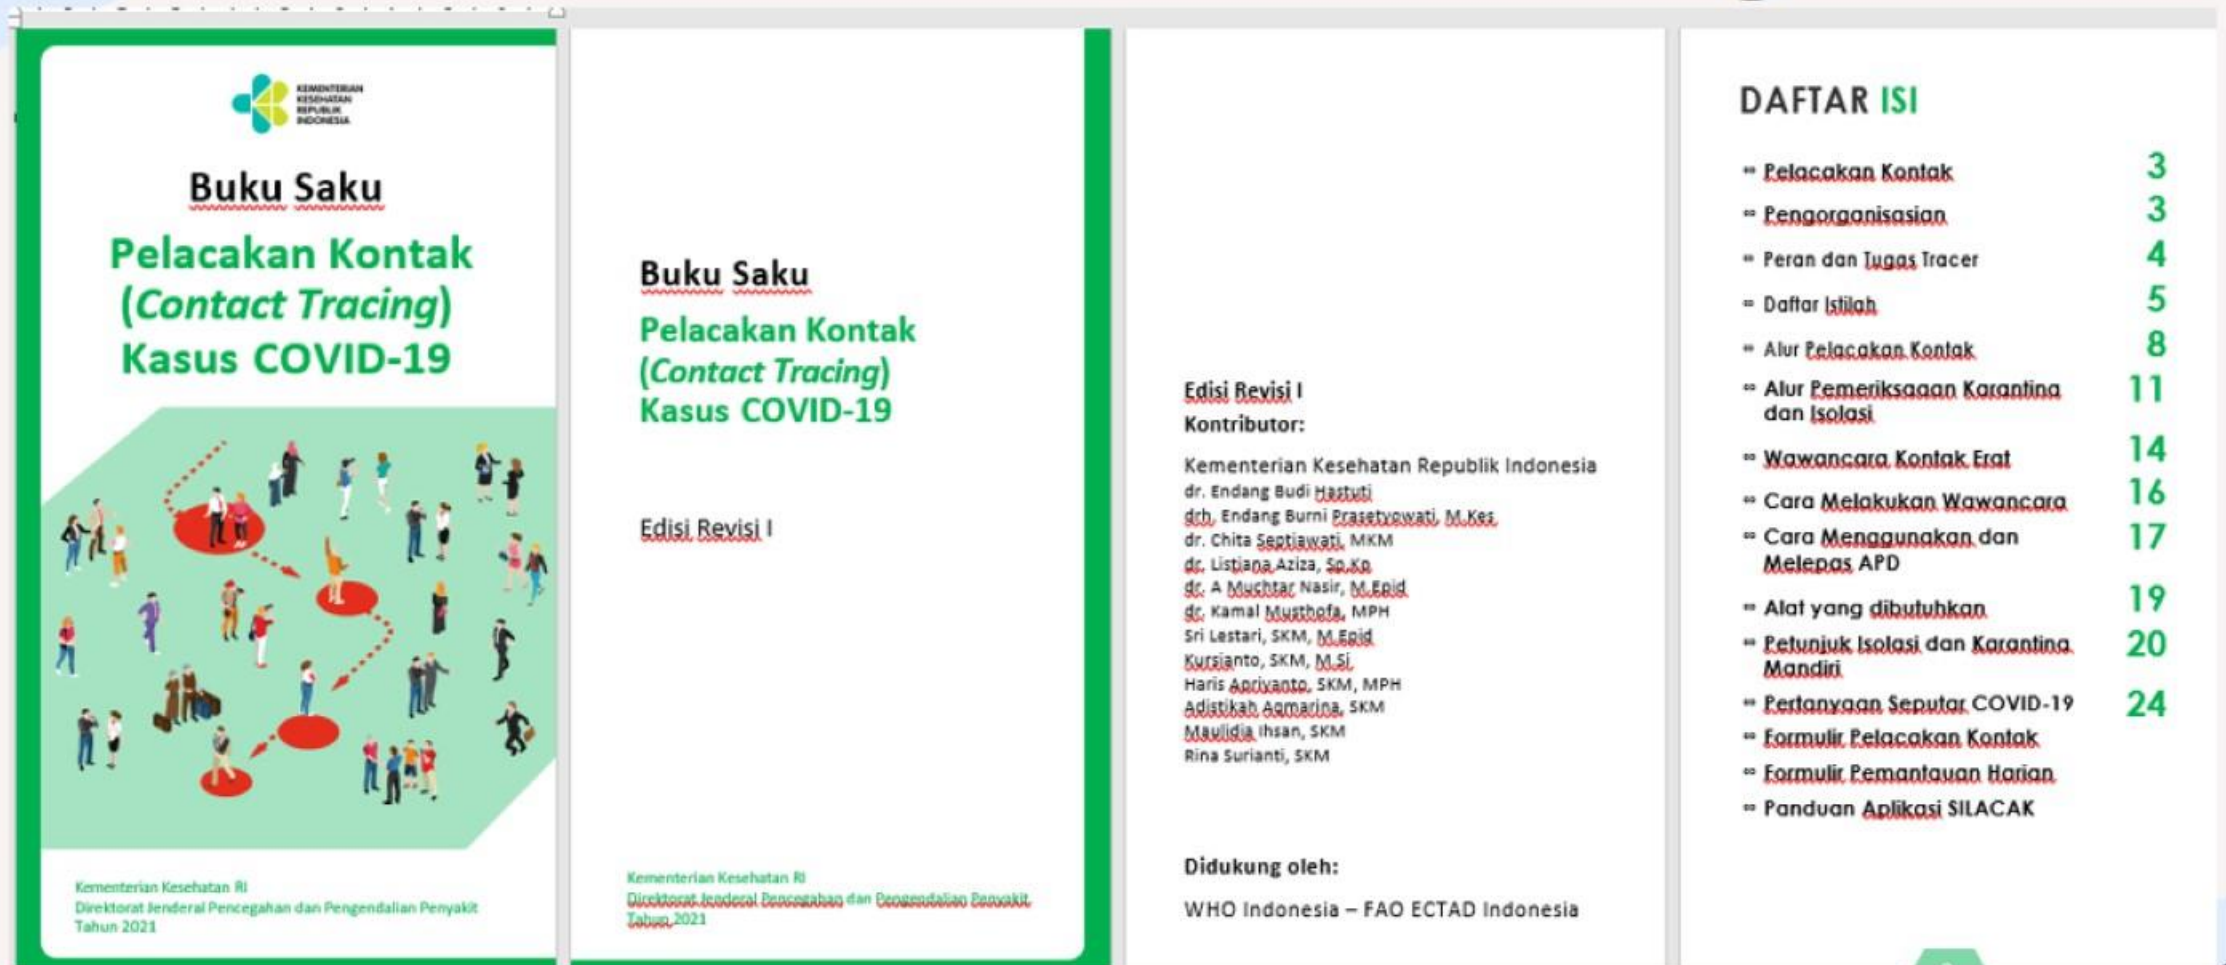 KEMENTERIAN
KESEHATAN
REPUBLIK
INDONESIA
Buku Saku
Pelacakan Kontak
(Contact Tracing)
Kasus COVID-19
Kementerian Kesehatan RI
Direktorat Jenderal Pencegahan dan Pengendalian Penyakit
Tahun 2021
Buku Saku
Pelacakan Kontak
(Contact Tracing)
Kasus COVID-19
Edisi Revisi I
Kementerian Kesehatan RI
Direktorat Jenderal Pencegahan dan Pengendalian Penyakit
Tahun 2021
Edisi Revisi I
Kontributor:
Kementerian Kesehatan Republik Indonesia
dr. Endang Budi Hastuti
drh. Endang Burni Prasetyowati, M.Kes
dr. Chita Septiawati, MKM
dr. Listiana Aziza, Sp.Kp
dr. A Muchtar Nasir, M.Epid
dr. Kamal Musthofa, MPH
Sri Lestari, SKM, M.Epid
Kursianto, SKM, M.Si
Haris Apriyanto, SKM, MPH
Adistikah Aqmarina, SKM
Maulidia Ihsan, SKM
Rina Surianti, SKM
Didukung oleh:
WHO Indonesia – FAO ECTAD Indonesia
DAFTAR ISI
Pelacakan Kontak 3
Pengorganisasian 3
Peran dan Tugas Tracer 4
Daftar Istilah 5
Alur Pelacakan Kontak 8
Alur Pemeriksaaan Karantina 11
dan Isolasi
Wawancara Kontak Erat 14
Cara Melakukan Wawancara 16
Cara Menggunakan dan 17
Melepas APD
Alat yang dibutuhkan 19
Petunjuk Isolasi dan Karantina 20
Mandiri
Pertanyaan Seputar COVID-19 24
Formulir Pelacakan Kontak
Formulir Pemantauan Harian
Panduan Aplikasi SILACAK